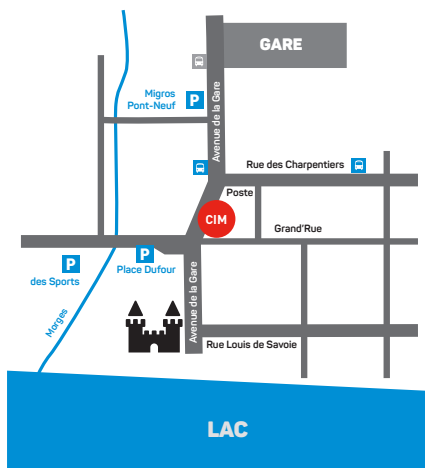 GARE
Migros
Pont-Neuf
P
Avenue de la Gare
Rue des Charpentiers
Poste
CIM
Grand'Rue
P
P
Place Dufour
des Sports
Avenue de la Gare
Morges
Rue Louis de Savoie
LAC